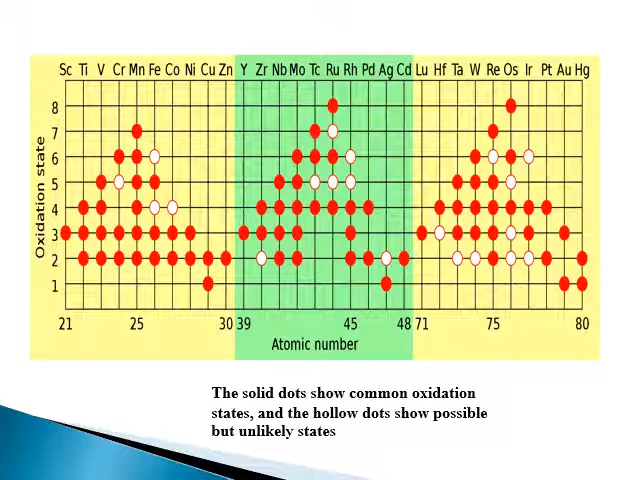 Sc Ti V Cr Mn Fe Co Ni Cu Zn Y Zr Nb Mo Tc Ru Rh Pd Ag Cd Lu Hf Ta W Re Os Ir Pt Au Hg
8
7
6
5
4
3
2
1
Oxidation state
21 25 30 39 45 48 71 75 80
Atomic number
The solid dots show common oxidation
states, and the hollow dots show possible
but unlikely states